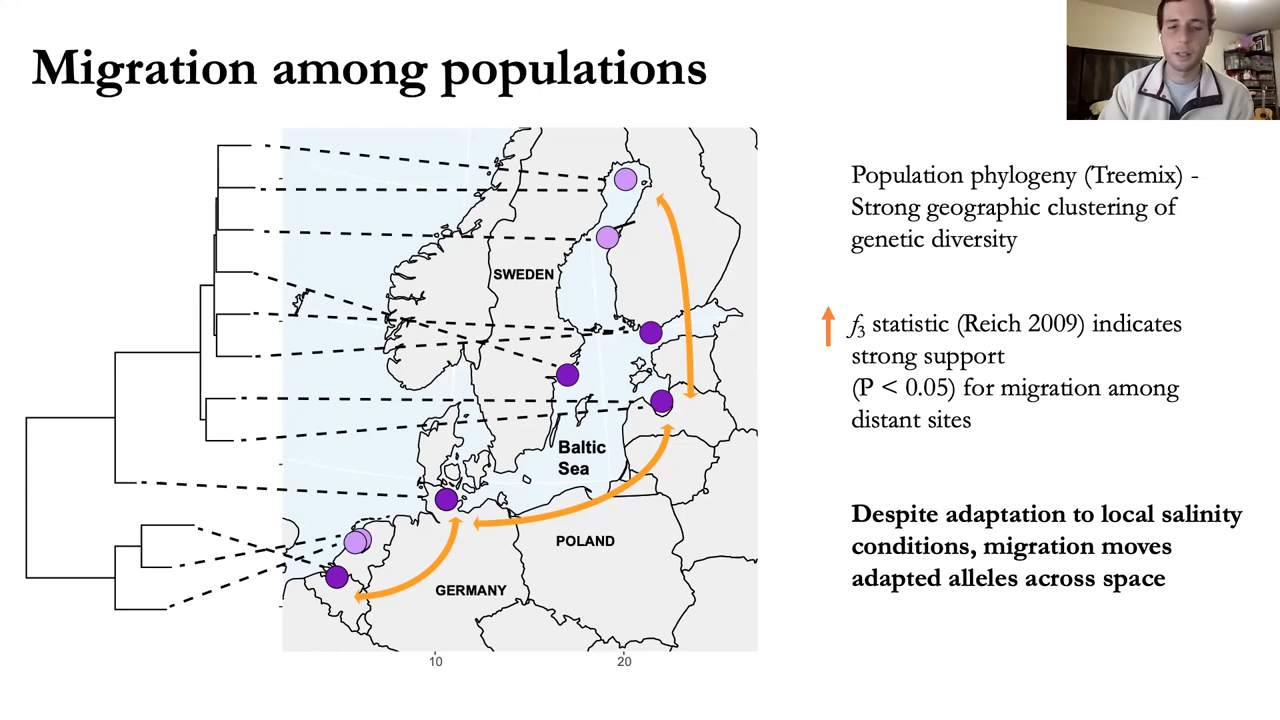 Migration among populations
Population phylogeny (Treemix) -
Strong geographic clustering of
genetic diversity
f3 statistic (Reich 2009) indicates
strong support
(P < 0.05) for migration among
distant sites
Despite adaptation to local salinity
conditions, migration moves
adapted alleles across space
SWEDEN
Baltic
Sea
POLAND
GERMANY
10
20